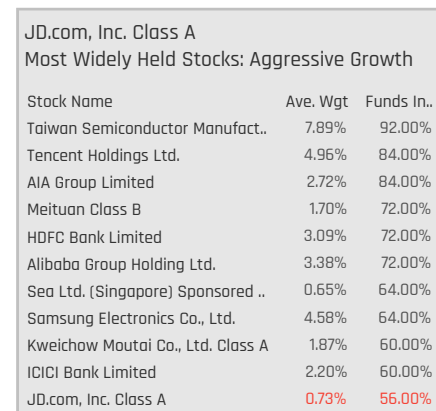 JD.com, Inc. Class A
Most Widely Held Stocks: Aggressive Growth
Stock Name Ave. Wgt Funds In..
Taiwan Semiconductor Manufact.. 7.89% 92.00%
Tencent Holdings Ltd. 4.96% 84.00%
AIA Group Limited 2.72% 84.00%
Meituan Class B 1.70% 72.00%
HDFC Bank Limited 3.09% 72.00%
Alibaba Group Holding Ltd. 3.38% 72.00%
Sea Ltd. (Singapore) Sponsored .. 0.65% 64.00%
Samsung Electronics Co., Ltd. 4.58% 64.00%
Kweichow Moutai Co., Ltd. Class A 1.87% 60.00%
ICICI Bank Limited 2.20% 60.00%
JD.com, Inc. Class A 0.73% 56.00%